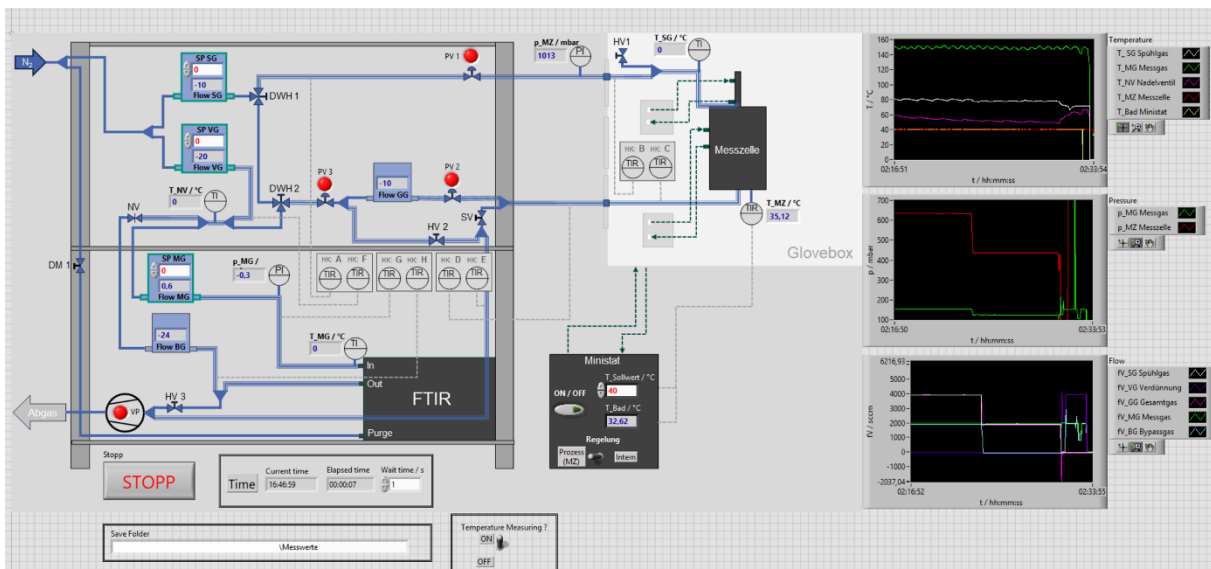 N₂
SP SG
0
-10
Flow SG
SP VG
0
-20
Flow VG
DWH 1
PV 1
p_MZ / mbar
1013
PI
HV1
T_SG / °C
0
TI
T_NV / °C
0
TI
NV
DWH 2
PV 3
-10
Flow GG
PV 2
SV
HV 2
HK: B
HK: C
TIR
TIR
Messzelle
TIR
T_MZ / °C
35,12
Glovebox
DM 1
SP MG
0
0,6
Flow MG
p_MG /
-0,3
PI
HK: A
HK: F
HK: G
HK: H
HK: D
HK: E
TIR
TIR
TIR
TIR
TIR
TIR
-24
Flow BG
T_MG / °C
0
TI
In
Out
FTIR
Purge
HV 3
VP
Abgas
Ministat
ON / OFF
T_Sollwert / °C
40
T_Bad / °C
32,62
Regelung
Prozess
(MZ)
Intern
Stopp
STOPP
Time
Current time
16:46:59
Elapsed time
00:00:07
Wait time / s
1
Save Folder
\Messwerte
Temperature Measuring ?
ON
OFF
T / °C
160
140
120
100
80
60
40
20
0
02:16:51
02:33:54
t / hh:mm:ss
Temperature
T_ SG Spühlgas
T_MG Messgas
T_NV Nadelventil
T_MZ Messzelle
T_Bad Ministat
p / mbar
700
600
500
400
300
200
100
02:16:50
02:33:53
t / hh:mm:ss
Pressure
p_MG Messgas
p_MZ Messzelle
fV / sccm
6216,93
5000
4000
3000
2000
1000
0
-1000
-2037,04
02:16:52
02:33:55
t / hh:mm:ss
Flow
fV_SG Spühlgas
fV_VG Verdünnung
fV_GG Gesamtgas
fV_MG Messgas
fV_BG Bypassgas